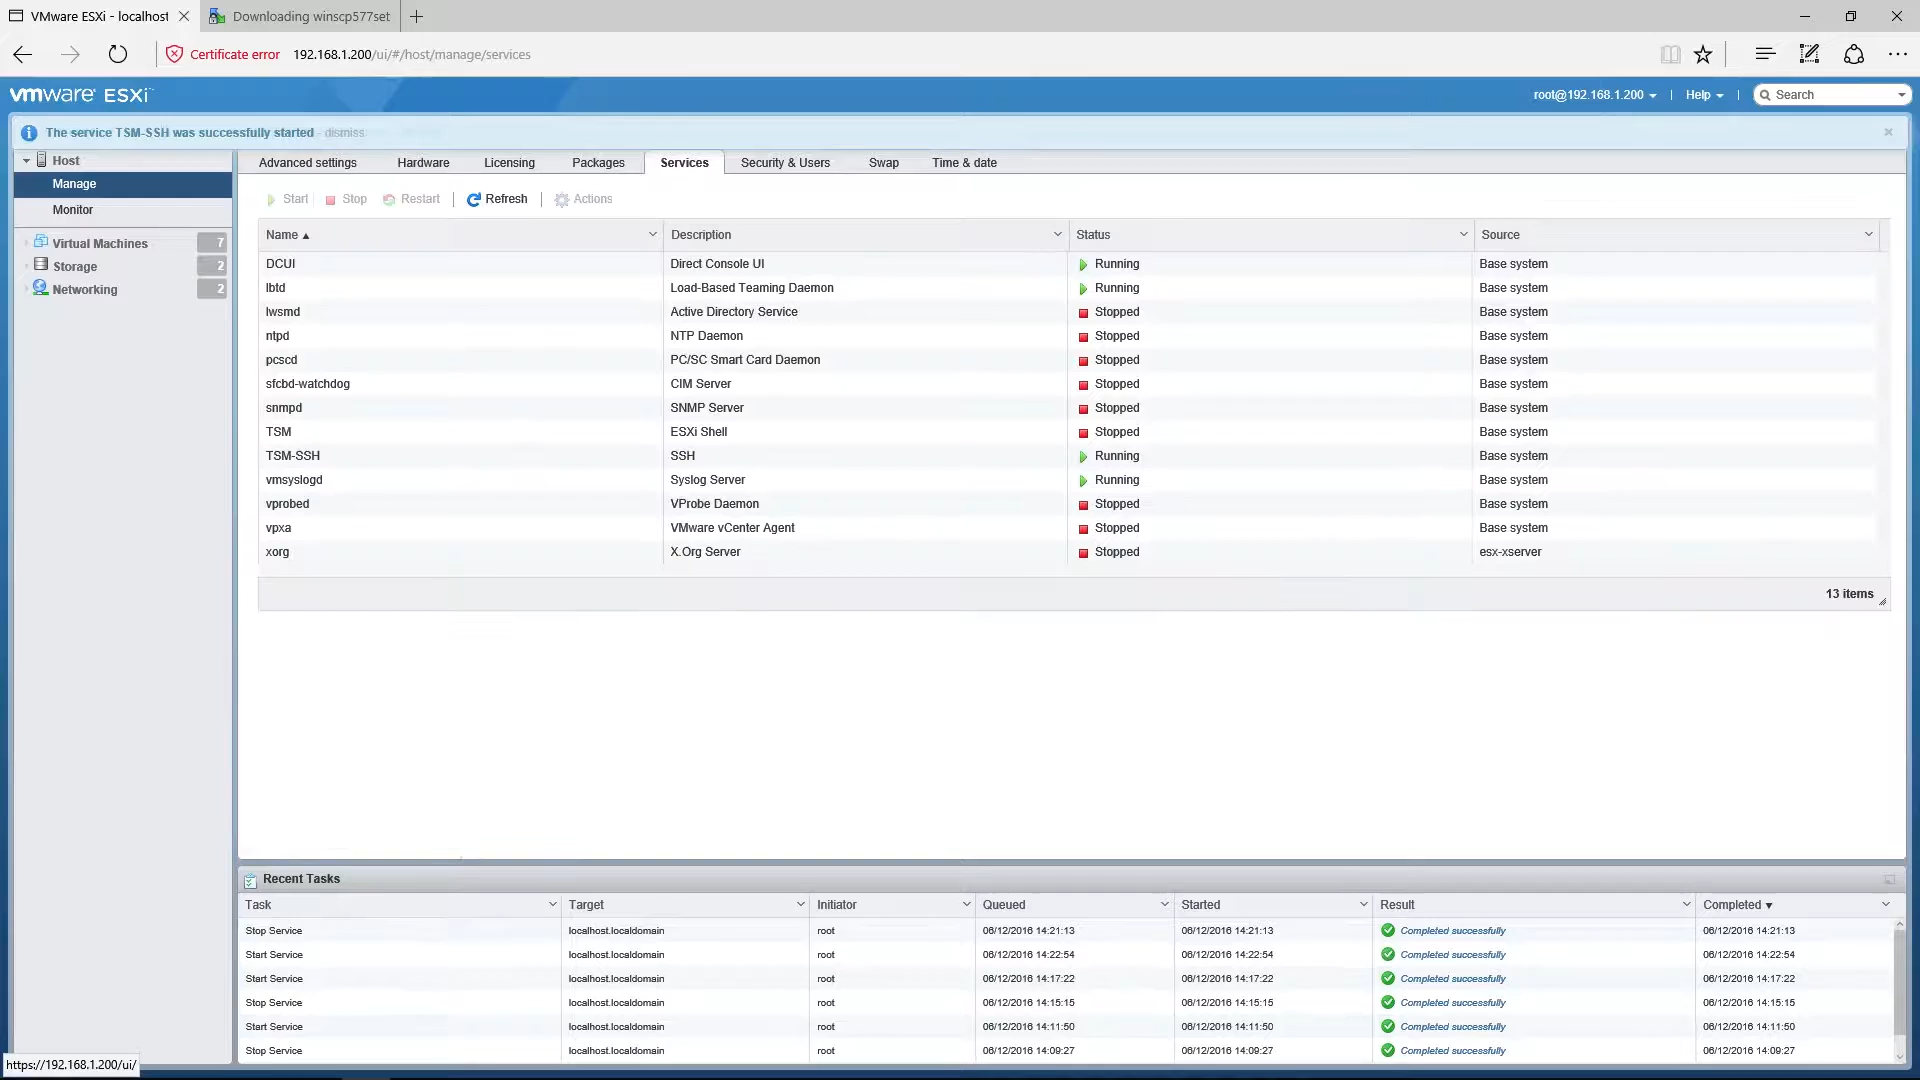 VMware ESXi - localhost
Downloading winscp577set
Certificate error
192.168.1.200/ui/#/host/manage/services
vmware ESXi
root@192.168.1.200 | Help | Search
The service TSM-SSH was successfully started - dismiss
Host
Manage
Monitor
Virtual Machines 7
Storage 2
Networking 2
Advanced settings Hardware Licensing Packages Services Security & Users Swap Time & date
Start Stop Restart | Refresh | Actions
Name Description Status Source
DCUI Direct Console UI Running Base system
lbtd Load-Based Teaming Daemon Running Base system
lwsmd Active Directory Service Stopped Base system
ntpd NTP Daemon Stopped Base system
pcscd PC/SC Smart Card Daemon Stopped Base system
sfcbd-watchdog CIM Server Stopped Base system
snmpd SNMP Server Stopped Base system
TSM ESXi Shell Stopped Base system
TSM-SSH SSH Running Base system
vmsyslogd Syslog Server Running Base system
vprobed VProbe Daemon Stopped Base system
vpxa VMware vCenter Agent Stopped Base system
xorg X.Org Server Stopped esx-xserver
13 items
Recent Tasks
Task Target Initiator Queued Started Result Completed
Stop Service localhost.localdomain root 06/12/2016 14:21:13 06/12/2016 14:21:13 Completed successfully 06/12/2016 14:21:13
Start Service localhost.localdomain root 06/12/2016 14:22:54 06/12/2016 14:22:54 Completed successfully 06/12/2016 14:22:54
Start Service localhost.localdomain root 06/12/2016 14:17:22 06/12/2016 14:17:22 Completed successfully 06/12/2016 14:17:22
Stop Service localhost.localdomain root 06/12/2016 14:15:15 06/12/2016 14:15:15 Completed successfully 06/12/2016 14:15:15
Start Service localhost.localdomain root 06/12/2016 14:11:50 06/12/2016 14:11:50 Completed successfully 06/12/2016 14:11:50
Stop Service localhost.localdomain root 06/12/2016 14:09:27 06/12/2016 14:09:27 Completed successfully 06/12/2016 14:09:27
https://192.168.1.200/ui/